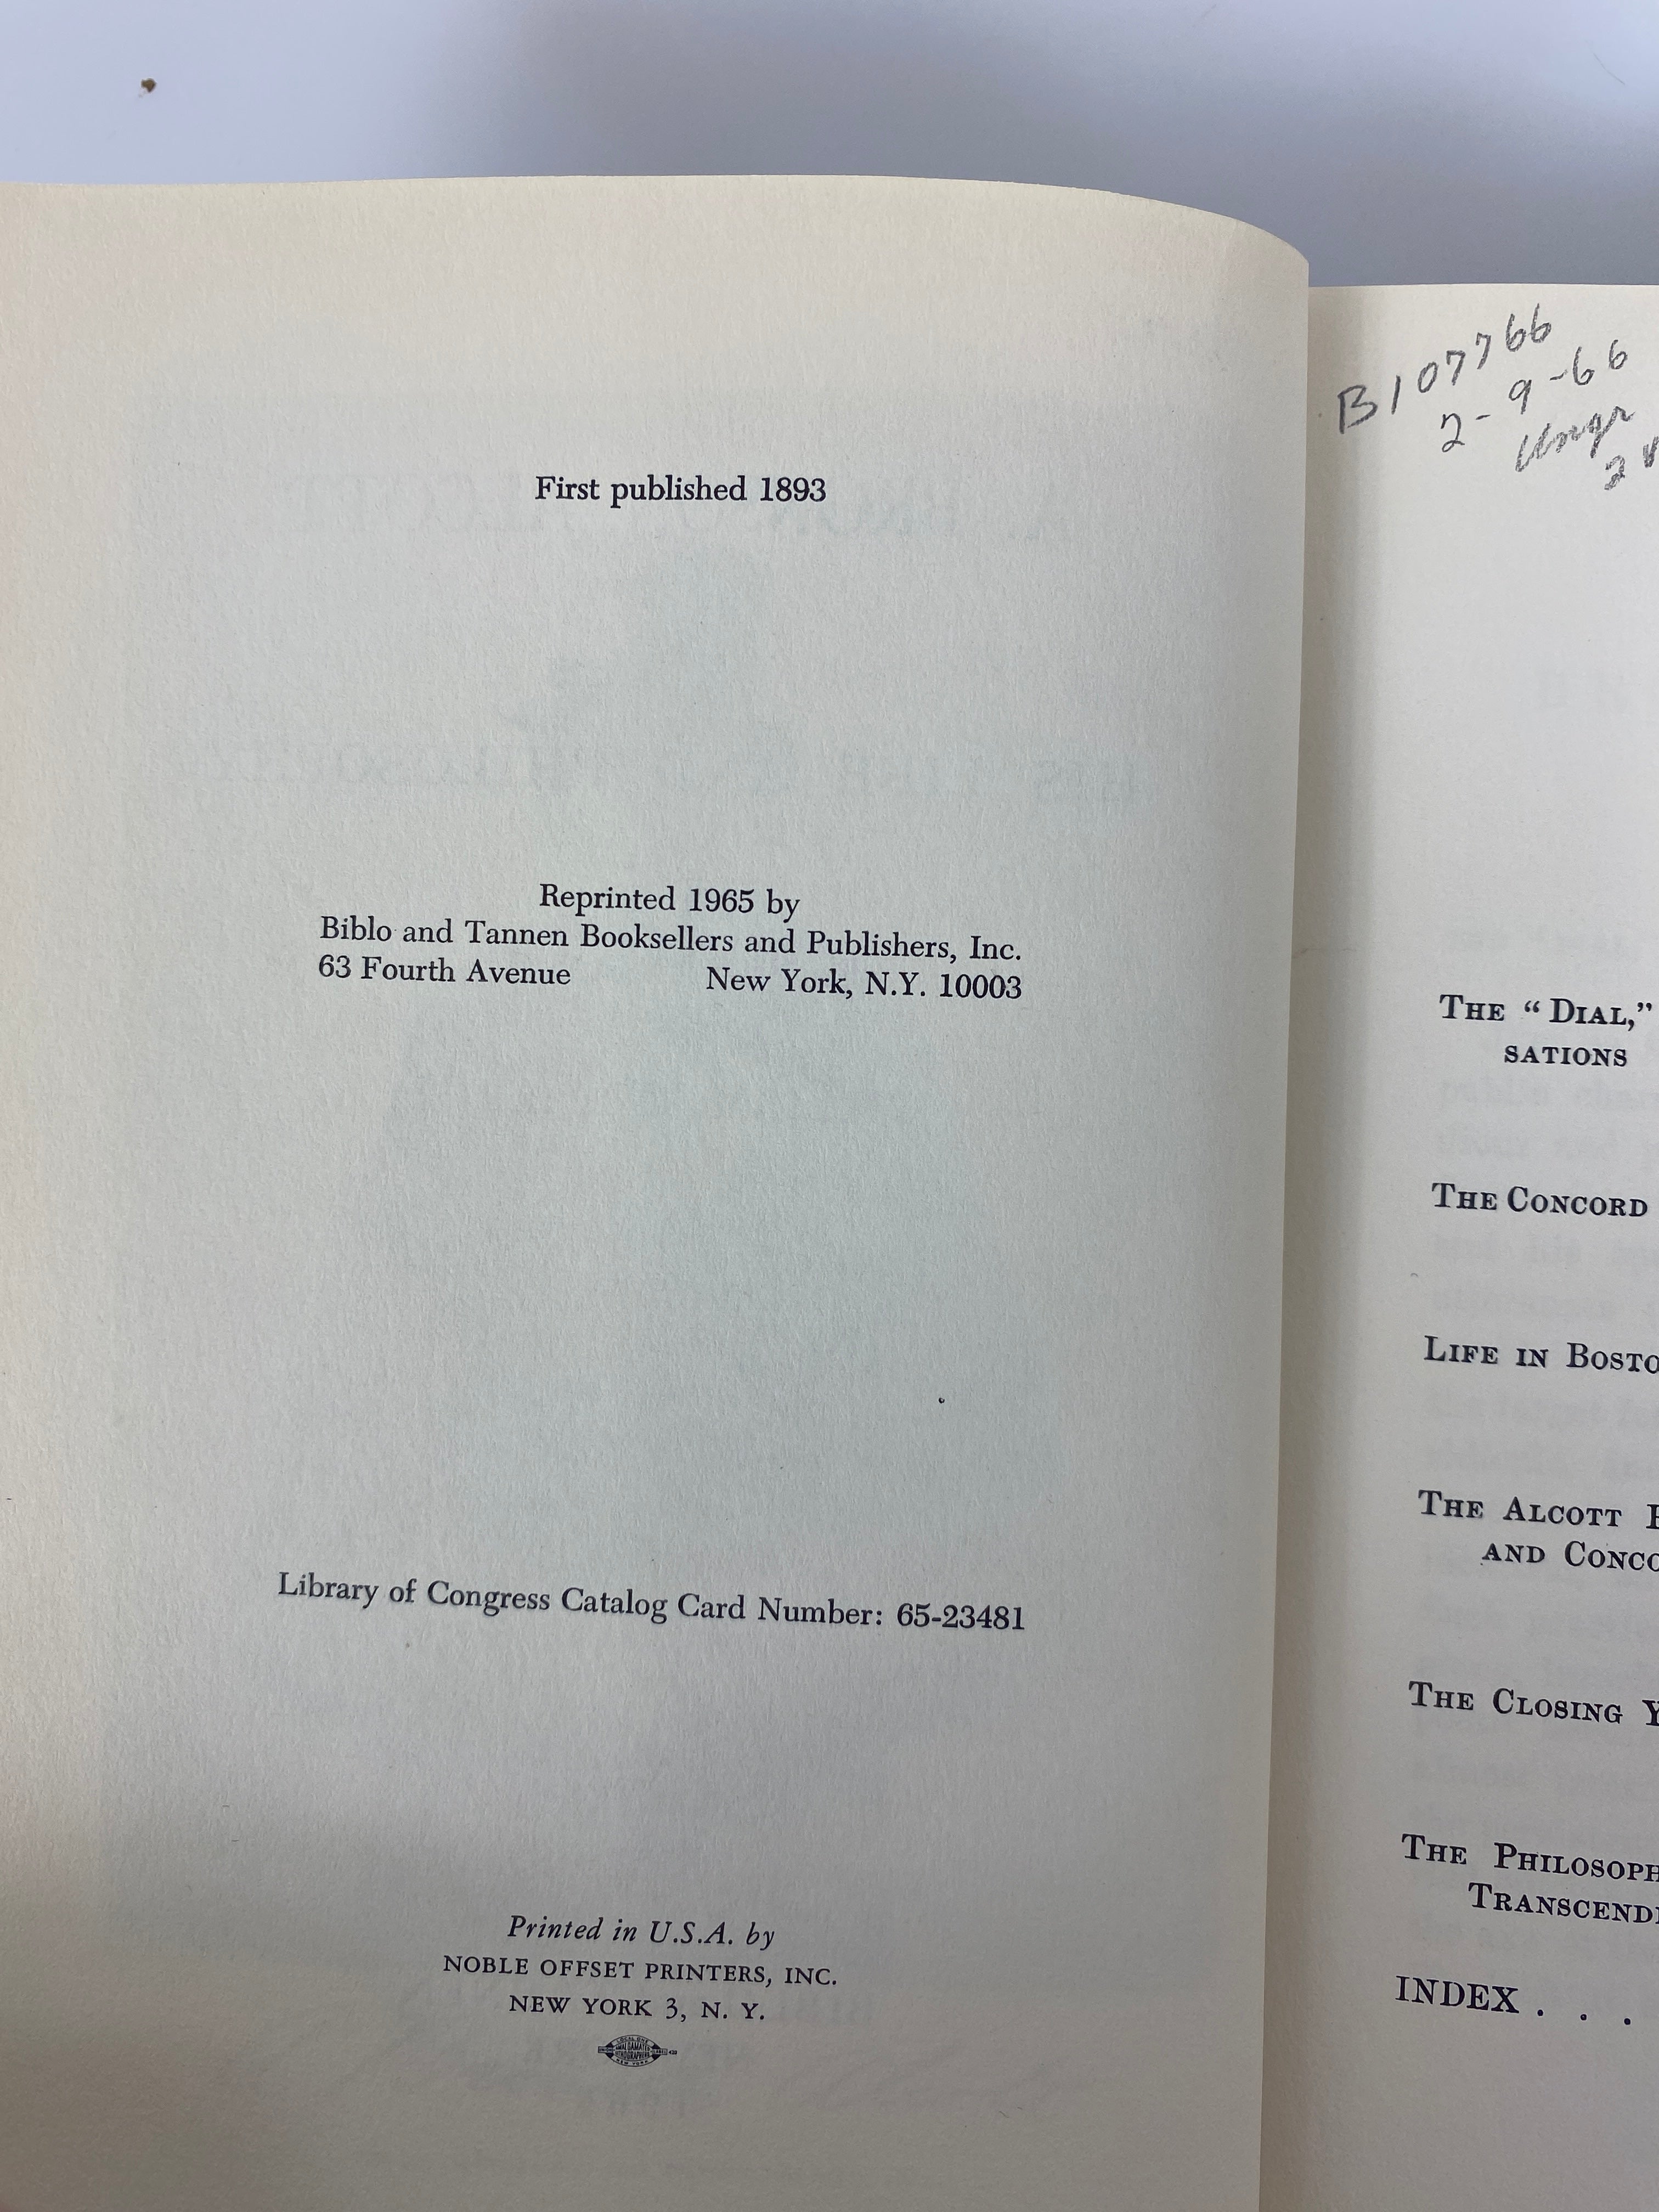 First published 1893
Reprinted 1965 by
Biblo and Tannen Booksellers and Publishers, Inc.
63 Fourth Avenue New York, N.Y. 10003
Library of Congress Catalog Card Number: 65-23481
Printed in U.S.A. by
NOBLE OFFSET PRINTERS, INC.
NEW YORK 3, N. Y.
B107766
2-9-66
THE "DIAL,"
SATIONS
THE CONCORD
LIFE IN BOSTO
THE ALCOTT
AND CONCO
THE CLOSING Y
THE PHILOSOPH
TRANSCEND
INDEX . . .